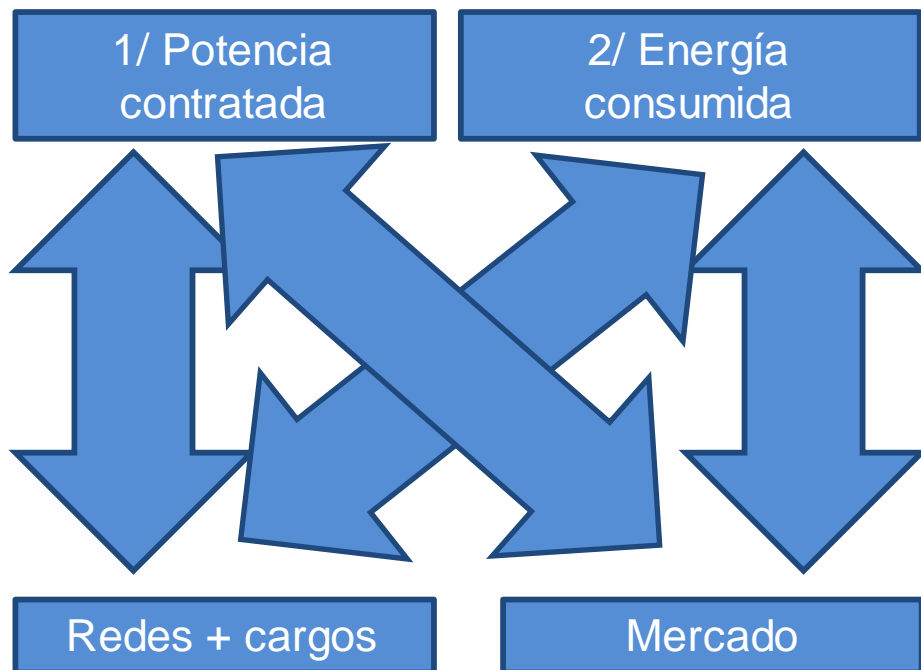 1/ Potencia
contratada
2/ Energía
consumida
Redes + cargos
Mercado